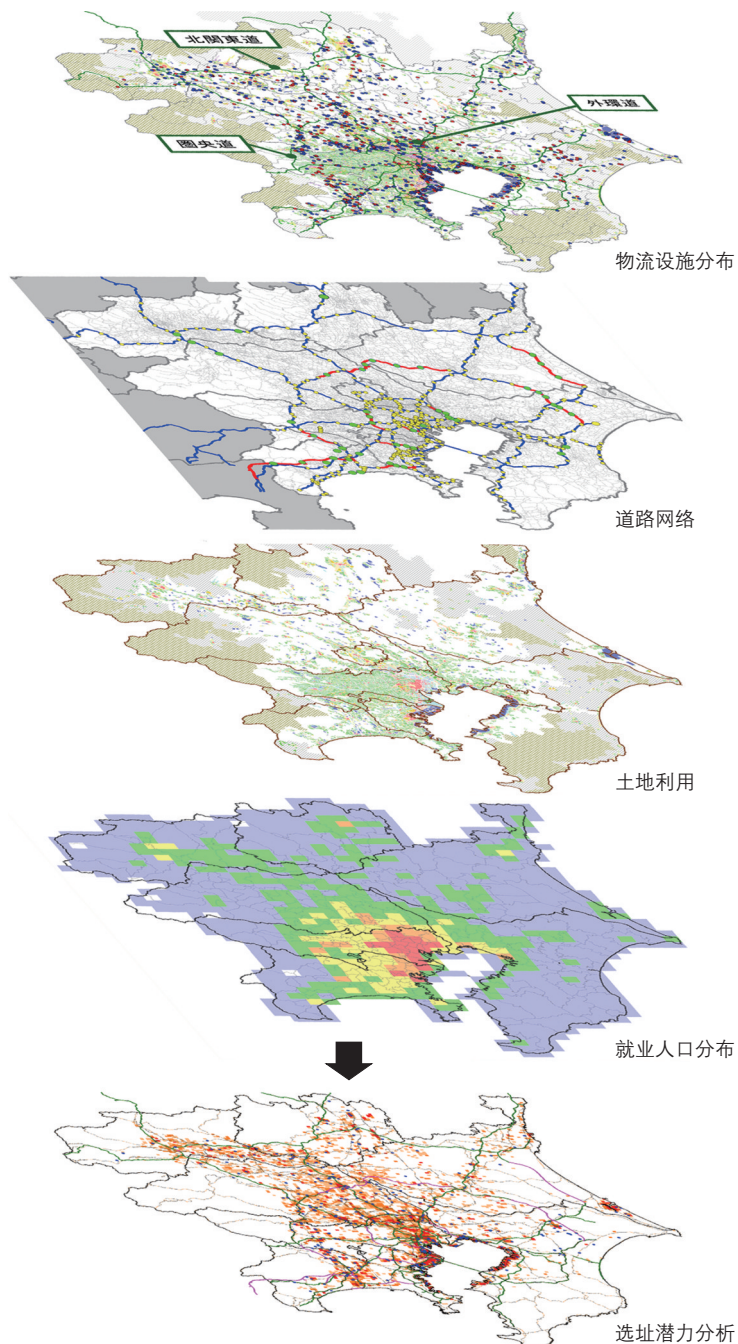 北関東道
外環道
圏央道
物流设施分布
道路网络
土地利用
就业人口分布
选址潜力分析